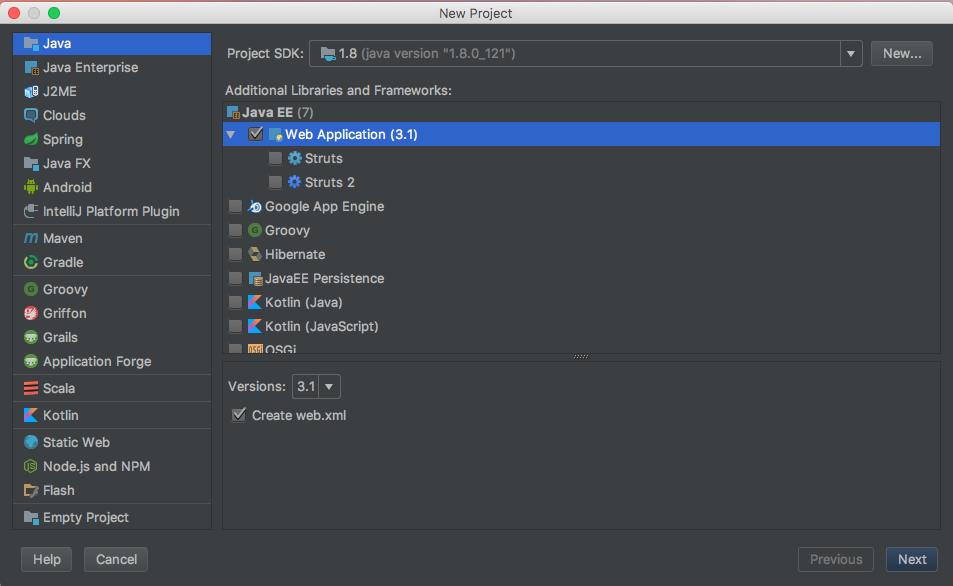 New Project
Java
Java Enterprise
J2ME
Clouds
Spring
Java FX
Android
IntelliJ Platform Plugin
Maven
Gradle
Groovy
Griffon
Grails
Application Forge
Scala
Kotlin
Static Web
Node.js and NPM
Flash
Empty Project
Project SDK: 1.8 (java version "1.8.0_121") New...
Additional Libraries and Frameworks:
Java EE (7)
Web Application (3.1)
Struts
Struts 2
Google App Engine
Groovy
Hibernate
JavaEE Persistence
Kotlin (Java)
Kotlin (JavaScript)
OSGi
Versions: 3.1
Create web.xml
Help Cancel Previous Next